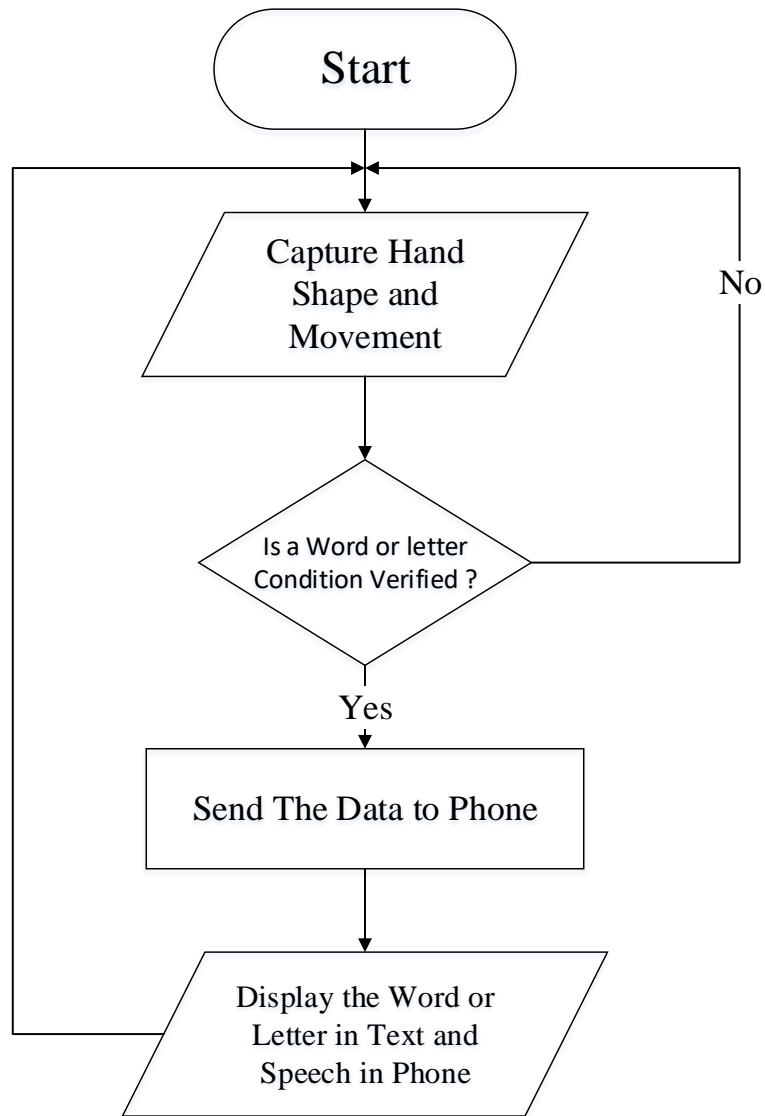 Start
Capture Hand
Shape and
Movement
No
Is a Word or letter
Condition Verified ?
Yes
Send The Data to Phone
Display the Word or
Letter in Text and
Speech in Phone